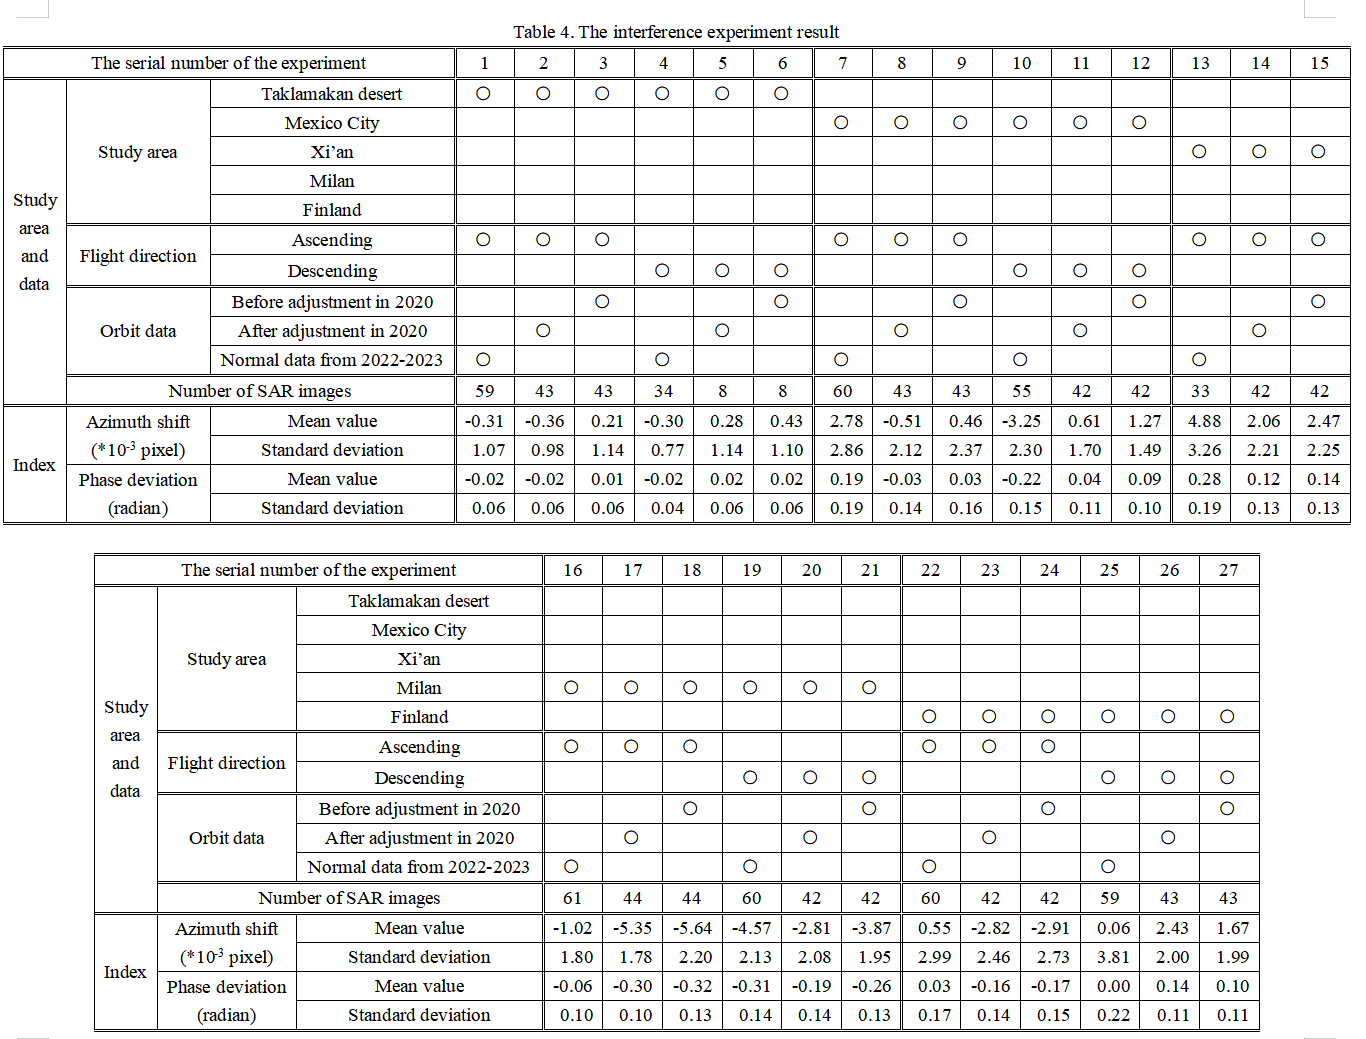 Table 4. The interference experiment result
The serial number of the experiment 1 2 3 4 5 6 7 8 9 10 11 12 13 14 15
Study area and data
Study area
Taklamakan desert ○ ○ ○ ○ ○ ○
Mexico City ○ ○ ○ ○ ○ ○
Xi’an ○ ○ ○
Milan
Finland
Flight direction
Ascending ○ ○ ○ ○ ○ ○ ○ ○ ○
Descending ○ ○ ○ ○ ○ ○
Orbit data
Before adjustment in 2020 ○ ○ ○ ○ ○
After adjustment in 2020 ○ ○ ○ ○ ○
Normal data from 2022-2023 ○ ○ ○ ○ ○
Number of SAR images 59 43 43 34 8 8 60 43 43 55 42 42 33 42 42
Index
Azimuth shift
(*10-3 pixel)
Mean value -0.31 -0.36 0.21 -0.30 0.28 0.43 2.78 -0.51 0.46 -3.25 0.61 1.27 4.88 2.06 2.47
Standard deviation 1.07 0.98 1.14 0.77 1.14 1.10 2.86 2.12 2.37 2.30 1.70 1.49 3.26 2.21 2.25
Phase deviation
(radian)
Mean value -0.02 -0.02 0.01 -0.02 0.02 0.02 0.19 -0.03 0.03 -0.22 0.04 0.09 0.28 0.12 0.14
Standard deviation 0.06 0.06 0.06 0.04 0.06 0.06 0.19 0.14 0.16 0.15 0.11 0.10 0.19 0.13 0.13
The serial number of the experiment 16 17 18 19 20 21 22 23 24 25 26 27
Study area and data
Study area
Taklamakan desert
Mexico City
Xi’an
Milan ○ ○ ○ ○ ○ ○
Finland ○ ○ ○ ○ ○ ○
Flight direction
Ascending ○ ○ ○ ○ ○ ○
Descending ○ ○ ○ ○ ○ ○
Orbit data
Before adjustment in 2020 ○ ○ ○ ○
After adjustment in 2020 ○ ○ ○ ○
Normal data from 2022-2023 ○ ○ ○ ○
Number of SAR images 61 44 44 60 42 42 60 42 42 59 43 43
Index
Azimuth shift
(*10-3 pixel)
Mean value -1.02 -5.35 -5.64 -4.57 -2.81 -3.87 0.55 -2.82 -2.91 0.06 2.43 1.67
Standard deviation 1.80 1.78 2.20 2.13 2.08 1.95 2.99 2.46 2.73 3.81 2.00 1.99
Phase deviation
(radian)
Mean value -0.06 -0.30 -0.32 -0.31 -0.19 -0.26 0.03 -0.16 -0.17 0.00 0.14 0.10
Standard deviation 0.10 0.10 0.13 0.14 0.14 0.13 0.17 0.14 0.15 0.22 0.11 0.11